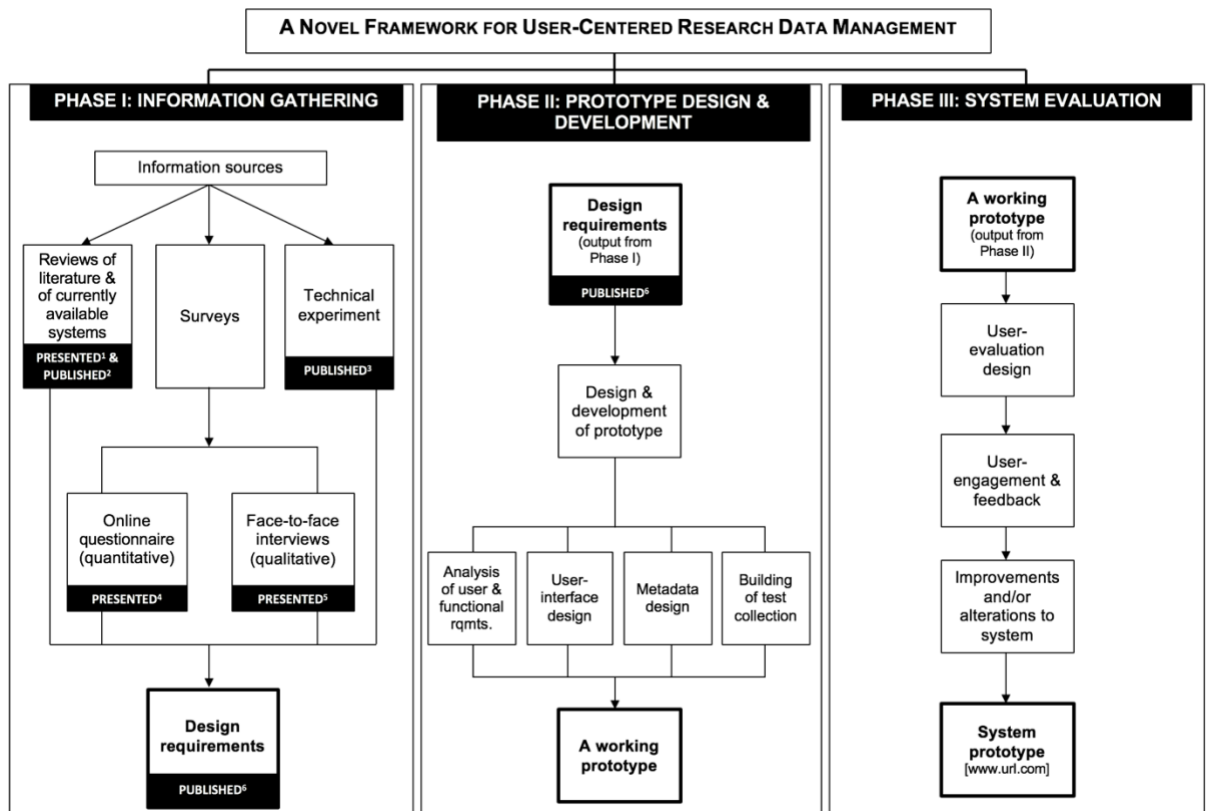 A NOVEL FRAMEWORK FOR USER-CENTERED RESEARCH DATA MANAGEMENT
PHASE I: INFORMATION GATHERING
Information sources
Reviews of
literature &
of currently
available
systems
PRESENTED¹ &
PUBLISHED²
Surveys
Technical
experiment
PUBLISHED³
Online
questionnaire
(quantitative)
PRESENTED⁴
Face-to-face
interviews
(qualitative)
PRESENTED⁵
Design
requirements
PUBLISHED⁶
PHASE II: PROTOTYPE DESIGN &
DEVELOPMENT
Design
requirements
(output from
Phase I)
PUBLISHED⁶
Design &
development
of prototype
Analysis
of user &
functional
rqmts.
User-
interface
design
Metadata
design
Building
of test
collection
A working
prototype
PHASE III: SYSTEM EVALUATION
A working
prototype
(output from
Phase II)
User-
evaluation
design
User-
engagement &
feedback
Improvements
and/or
alterations to
system
System
prototype
[www.url.com]